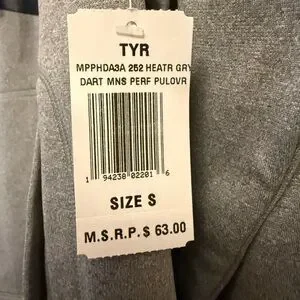 TYR
MPPHDA3A 252 HEATR GRY
DART MNS PERF PULOVR
1 94238 02201 6
SIZE S
M.S.R.P. $ 63.00